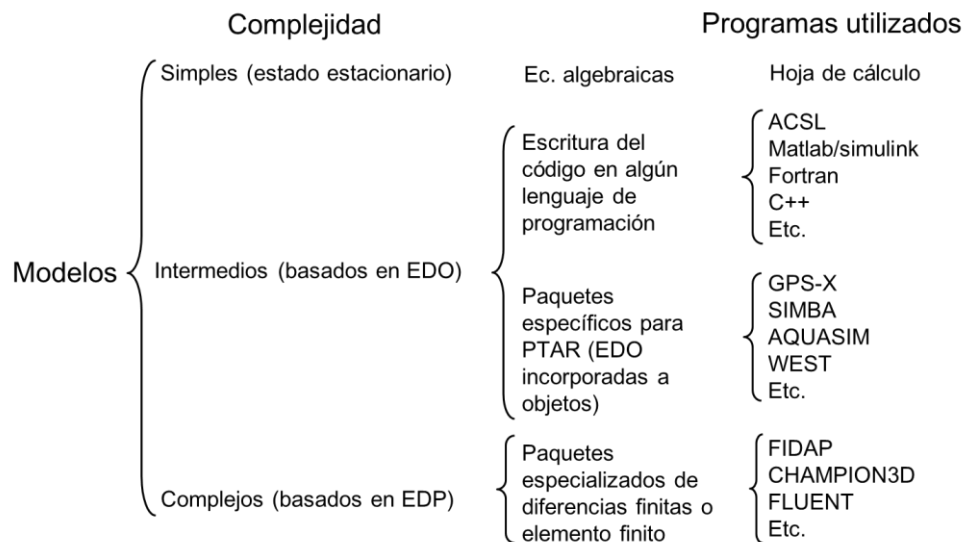 Complejidad
Programas utilizados
Simples (estado estacionario)
Ec. algebraicas
Hoja de cálculo
Modelos
Intermedios (basados en EDO)
Escritura del
código en algún
lenguaje de
programación
ACSL
Matlab/simulink
Fortran
C++
Etc.
Paquetes
específicos para
PTAR (EDO
incorporadas a
objetos)
GPS-X
SIMBA
AQUASIM
WEST
Etc.
Complejos (basados en EDP)
Paquetes
especializados de
diferencias finitas o
elemento finito
FIDAP
CHAMPION3D
FLUENT
Etc.